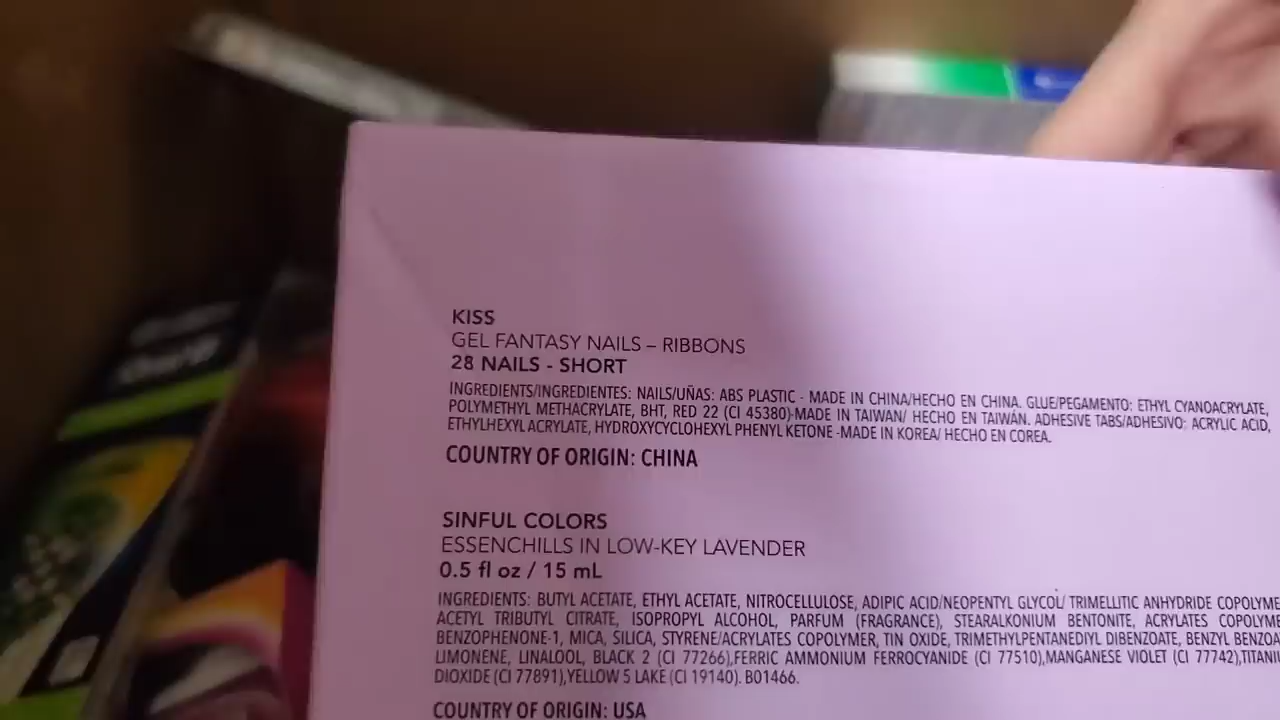 KISS
GEL FANTASY NAILS – RIBBONS
28 NAILS - SHORT
INGREDIENTS/INGREDIENTES: NAILS/UÑAS: ABS PLASTIC - MADE IN CHINA/HECHO EN CHINA. GLUE/PEGAMENTO: ETHYL CYANOACRYLATE,
POLYMETHYL METHACRYLATE, BHT, RED 22 (CI 45380)-MADE IN TAIWAN/ HECHO EN TAIWÁN. ADHESIVE TABS/ADHESIVO: ACRYLIC ACID,
ETHYLHEXYL ACRYLATE, HYDROXYCYCLOHEXYL PHENYL KETONE -MADE IN KOREA/ HECHO EN COREA.
COUNTRY OF ORIGIN: CHINA
SINFUL COLORS
ESSENCHILLS IN LOW-KEY LAVENDER
0.5 fl oz / 15 mL
INGREDIENTS: BUTYL ACETATE, ETHYL ACETATE, NITROCELLULOSE, ADIPIC ACID/NEOPENTYL GLYCOL/ TRIMELLITIC ANHYDRIDE COPOLYME
ACETYL TRIBUTYL CITRATE, ISOPROPYL ALCOHOL, PARFUM (FRAGRANCE), STEARALKONIUM BENTONITE, ACRYLATES COPOLYME
BENZOPHENONE-1, MICA, SILICA, STYRENE/ACRYLATES COPOLYMER, TIN OXIDE, TRIMETHYLPENTANEDIYL DIBENZOATE, BENZYL BENZOA
LIMONENE, LINALOOL, BLACK 2 (CI 77266),FERRIC AMMONIUM FERROCYANIDE (CI 77510),MANGANESE VIOLET (CI 77742),TITANI
DIOXIDE (CI 77891),YELLOW 5 LAKE (CI 19140). B01466.
COUNTRY OF ORIGIN: USA